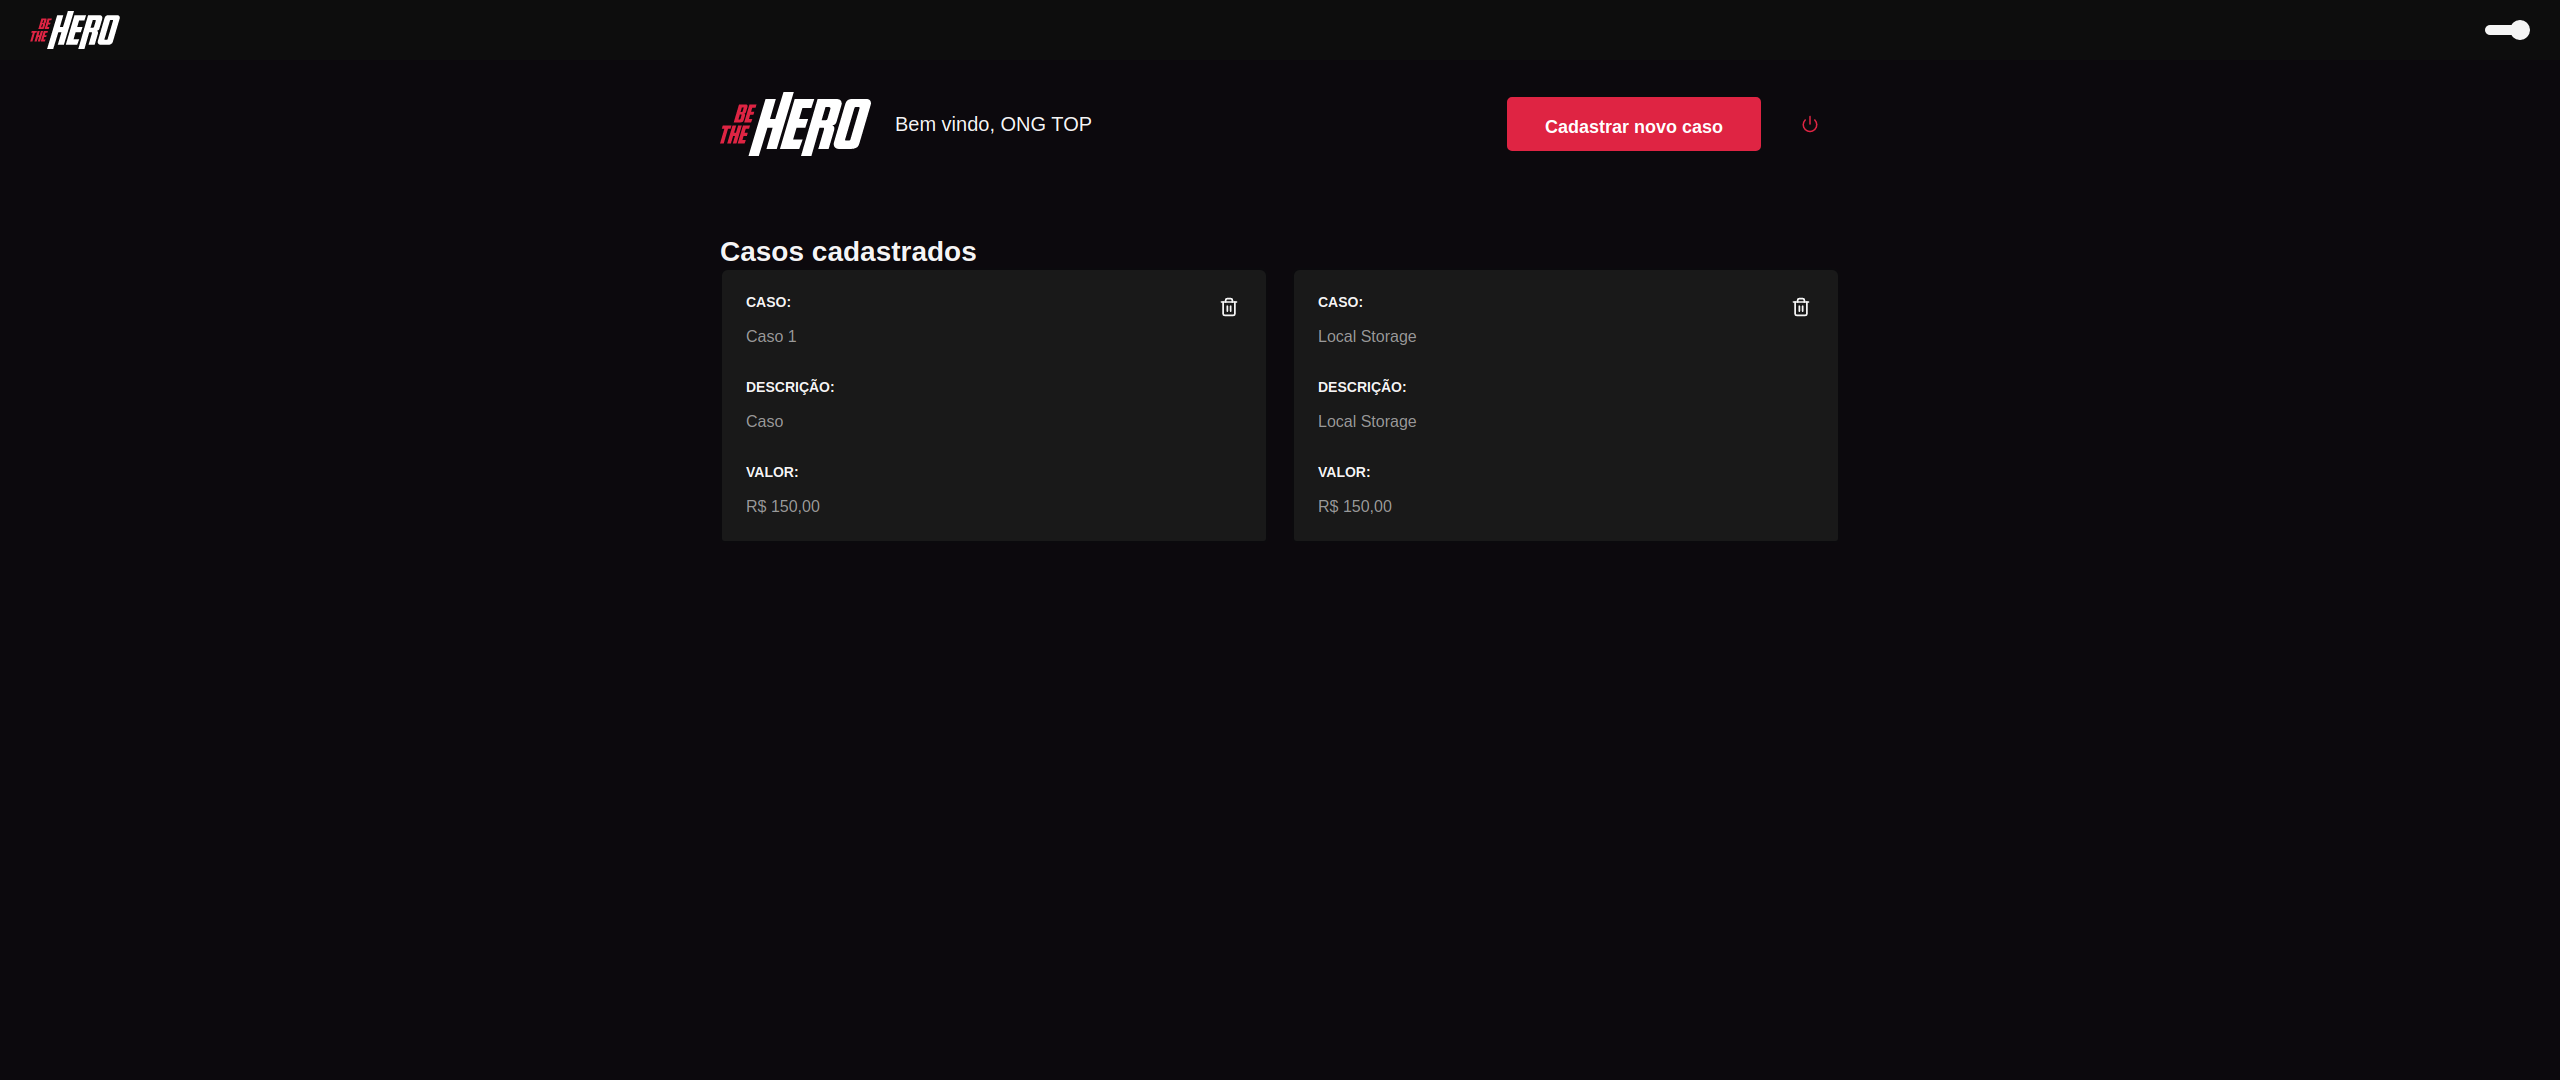 BE
THE HERO
BE
THE HERO
Bem vindo, ONG TOP
Cadastrar novo caso
Casos cadastrados
CASO:
Caso 1
DESCRIÇÃO:
Caso
VALOR:
R$ 150,00
CASO:
Local Storage
DESCRIÇÃO:
Local Storage
VALOR:
R$ 150,00